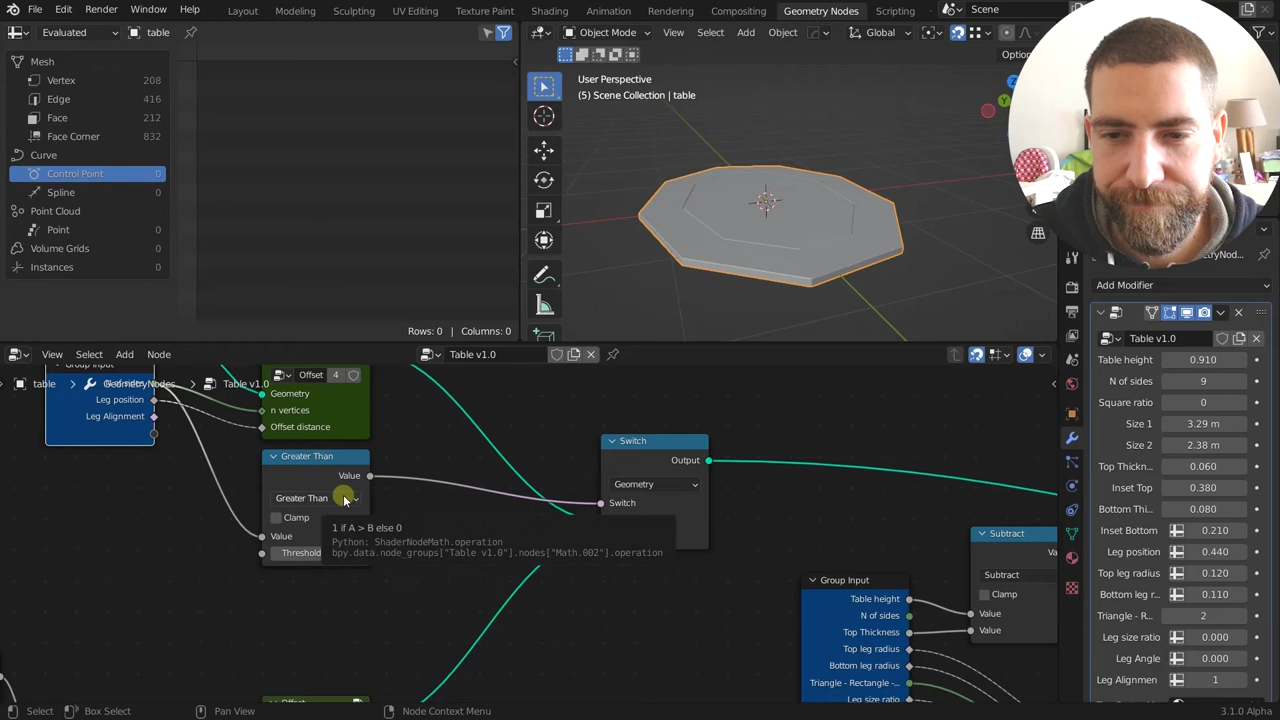 File Edit Render Window Help Layout Modeling Sculpting UV Editing Texture Paint Shading Animation Rendering Compositing Geometry Nodes Scripting Scene
Evaluated table
Object Mode View Select Add Object Global
Optio
Mesh
Vertex 208
Edge 416
Face 212
Face Corner 832
Curve
Control Point 0
Spline 0
Point Cloud
Point 0
Volume Grids 0
Instances 0
Rows: 0 | Columns: 0
User Perspective
(5) Scene Collection | table
Z
Y
View Select Add Node Table v1.0
table GeometryNodes Table v1.0
Leg position
Leg Alignment
Offset 4
Geometry
n vertices
Offset distance
Greater Than
Value
Greater Than
Clamp
Value
Threshold
1 if A > B else 0
Python: ShaderNodeMath.operation
bpy.data.node_groups["Table v1.0"].nodes["Math.002"].operation
Switch
Output
Geometry
Switch
Group Input
Table height
N of sides
Top Thickness
Top leg radius
Bottom leg radius
Triangle - Rectangle -...
Leg size ratio
Subtract
Va
Subtract
Clamp
Value
Value
etryNod...
Add Modifier
Table v1.0
Table height 0.910
N of sides 9
Square ratio 0
Size 1 3.29 m
Size 2 2.38 m
Top Thickn... 0.060
Inset Top 0.380
Bottom Thi... 0.080
Inset Bottom 0.210
Leg position 0.440
Top leg radius 0.120
Bottom leg r... 0.110
Triangle - R... 2
Leg size ratio 0.000
Leg Angle 0.000
Leg Alignmen 1
Select Box Select Pan View Node Context Menu 3.1.0 Alpha